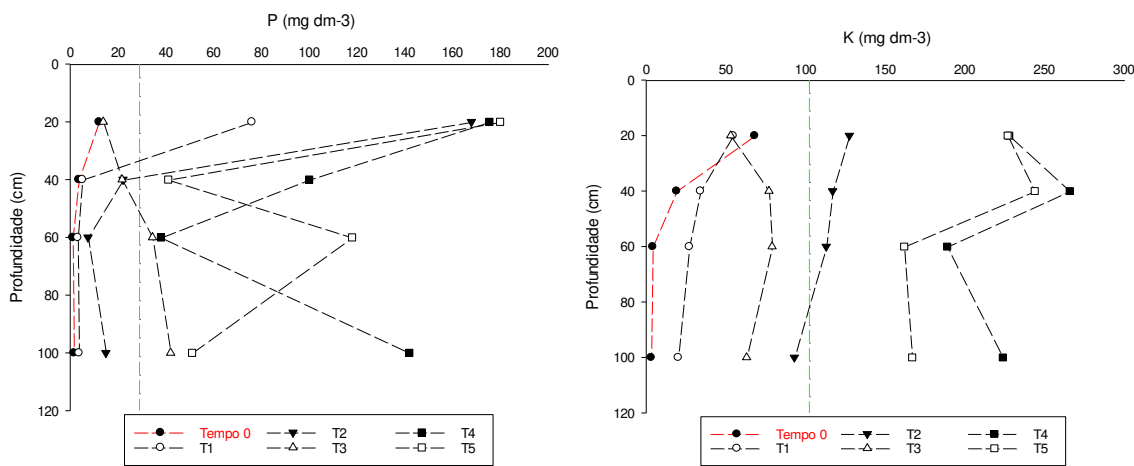 P (mg dm-3)
0 20 40 60 80 100 120 140 160 180 200
Profundidade (cm)
0
20
40
60
80
100
120
Tempo 0 T2 T4
T1 T3 T5
K (mg dm-3)
0 50 100 150 200 250 300
Profundidade (cm)
0
20
40
60
80
100
120
Tempo 0 T2 T4
T1 T3 T5